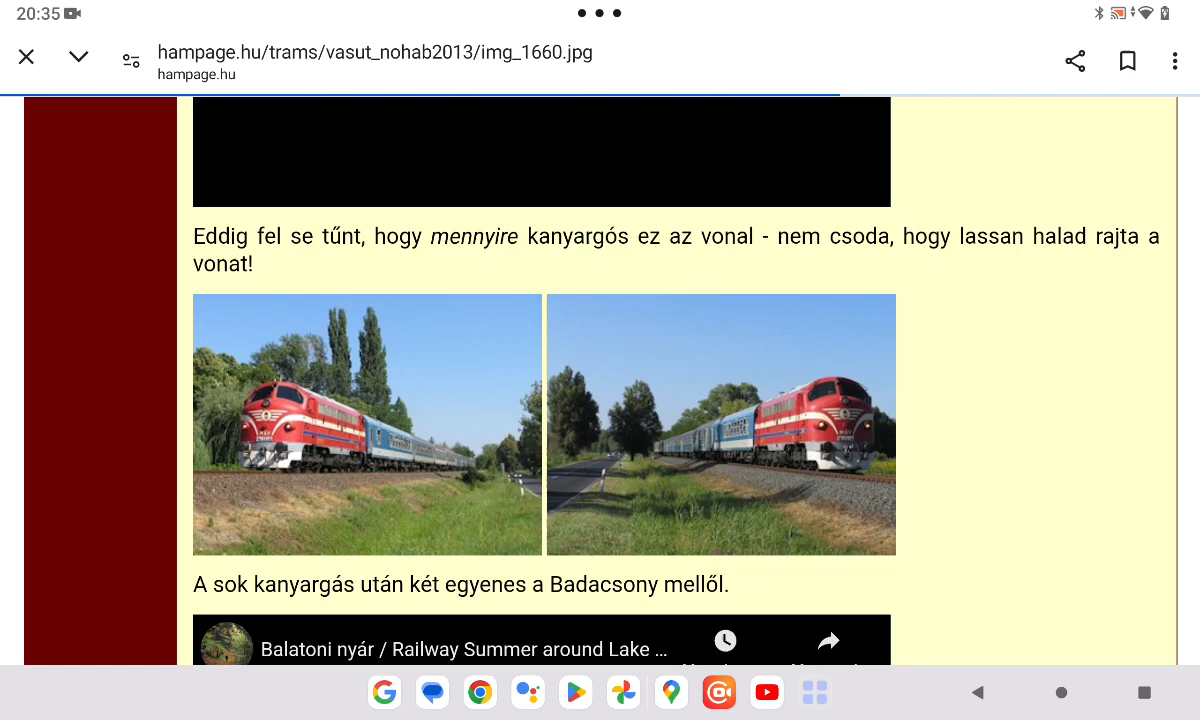 20:35
hampage.hu/trams/vasut_nohab2013/img_1660.jpg
hampage.hu
Eddig fel se tűnt, hogy mennyire kanyargós ez az vonal - nem csoda, hogy lassan halad rajta a
vonat!
A sok kanyargás után két egyenes a Badacsony mellől.
Balatoni nyár / Railway Summer around Lake ...